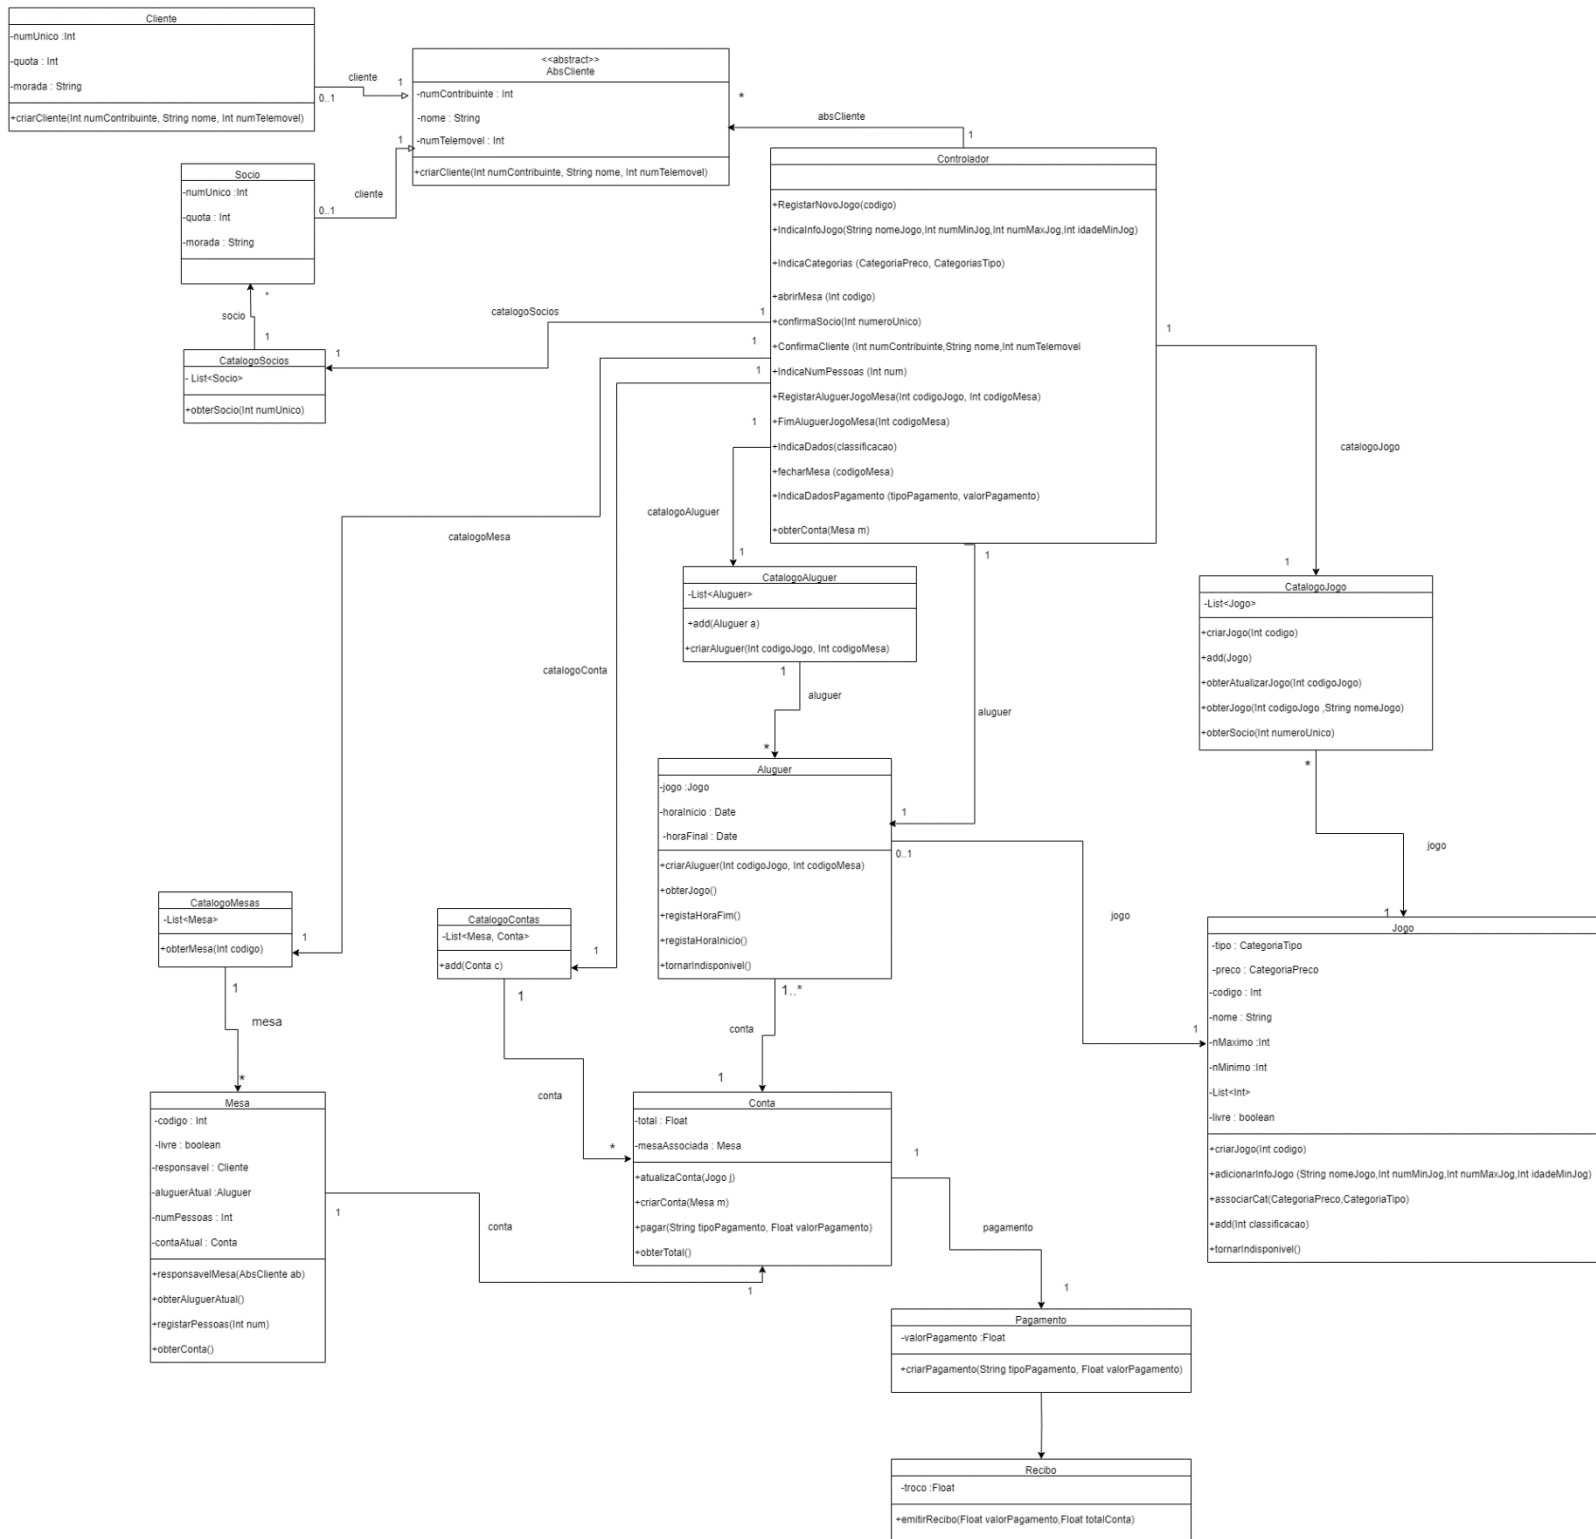 Cliente
-numUnico :Int
-quota : Int
-morada : String
+criarCliente(Int numContribuinte, String nome, Int numTelemovel)
cliente
0..1
1
<<abstract>>
AbsCliente
-numContribuinte : Int
-nome : String
-numTelemovel : Int
+criarCliente(Int numContribuinte, String nome, Int numTelemovel)
1
cliente
0..1
*
absCliente
1
Socio
-numUnico :Int
-quota : Int
-morada : String
*
socio
1
CatalogoSocios
- List<Socio>
+obterSocio(Int numUnico)
1
catalogoSocios
1
Controlador
+RegistarNovoJogo(codigo)
+IndicaInfoJogo(String nomeJogo,Int numMinJog,Int numMaxJog,Int idadeMinJog)
+IndicaCategorias (CategoriaPreco, CategoriasTipo)
+abrirMesa (Int codigo)
+confirmaSocio(Int numeroUnico)
+ConfirmaCliente (Int numContribuinte,String nome,Int numTelemovel
+IndicaNumPessoas (Int num)
+RegistarAluguerJogoMesa(Int codigoJogo, Int codigoMesa)
+FimAluguerJogoMesa(Int codigoMesa)
+IndicaDados(classificacao)
+fecharMesa (codigoMesa)
+IndicaDadosPagamento (tipoPagamento, valorPagamento)
+obterConta(Mesa m)
1
1
1
1
1
catalogoJogo
1
catalogoAluguer
1
catalogoMesa
catalogoConta
CatalogoAluguer
-List<Aluguer>
+add(Aluguer a)
+criarAluguer(Int codigoJogo, Int codigoMesa)
1
aluguer
*
aluguer
1
CatalogoJogo
-List<Jogo>
+criarJogo(Int codigo)
+add(Jogo)
+obterAtualizarJogo(Int codigoJogo)
+obterJogo(Int codigoJogo ,String nomeJogo)
+obterSocio(Int numeroUnico)
*
jogo
1
Aluguer
-jogo :Jogo
-horaInicio : Date
-horaFinal : Date
+criarAluguer(Int codigoJogo, Int codigoMesa)
+obterJogo()
+registaHoraFim()
+registaHoraInicio()
+tornarIndisponivel()
0..1
jogo
1
1..*
conta
1
CatalogoMesas
-List<Mesa>
+obterMesa(Int codigo)
1
1
mesa
*
CatalogoContas
-List<Mesa, Conta>
+add(Conta c)
1
1
conta
*
Jogo
-tipo : CategoriaTipo
-preco : CategoriaPreco
-codigo : Int
-nome : String
-nMaximo :Int
-nMinimo :Int
-List<Int>
-livre : boolean
+criarJogo(Int codigo)
+adicionarInfoJogo (String nomeJogo,Int numMinJog,Int numMaxJog,Int idadeMinJog)
+associarCat(CategoriaPreco,CategoriaTipo)
+add(Int classificacao)
+tornarIndisponivel()
Mesa
-codigo : Int
-livre : boolean
-responsavel : Cliente
-aluguerAtual :Aluguer
-numPessoas : Int
-contaAtual : Conta
+responsavelMesa(AbsCliente ab)
+obterAluguerAtual()
+registarPessoas(Int num)
+obterConta()
1
conta
1
Conta
-total : Float
-mesaAssociada : Mesa
+atualizaConta(Jogo j)
+criarConta(Mesa m)
+pagar(String tipoPagamento, Float valorPagamento)
+obterTotal()
1
pagamento
1
Pagamento
-valorPagamento :Float
+criarPagamento(String tipoPagamento, Float valorPagamento)
Recibo
-troco :Float
+emitirRecibo(Float valorPagamento,Float totalConta)